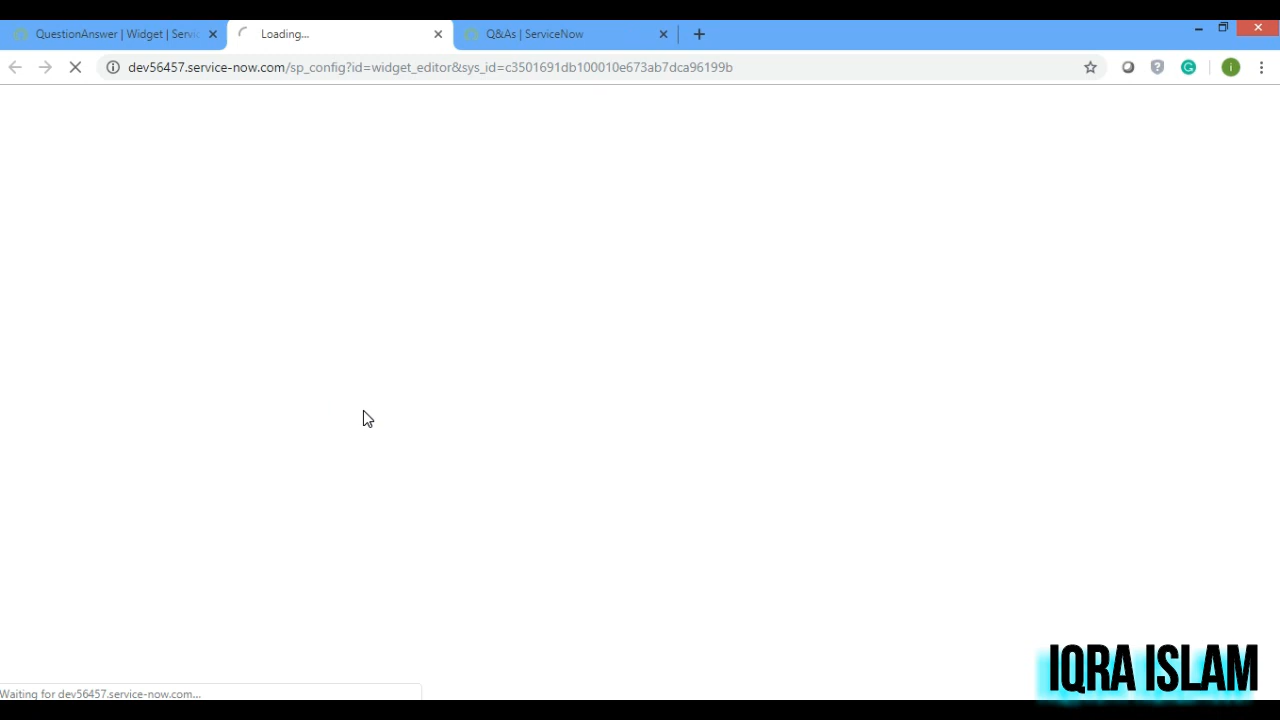 QuestionAnswer | Widget | Servic
Loading...
Q&As | ServiceNow
dev56457.service-now.com/sp_config?id=widget_editor&sys_id=c3501691db100010e673ab7dca96199b
i
Waiting for dev56457.service-now.com...
IQRA ISLAM